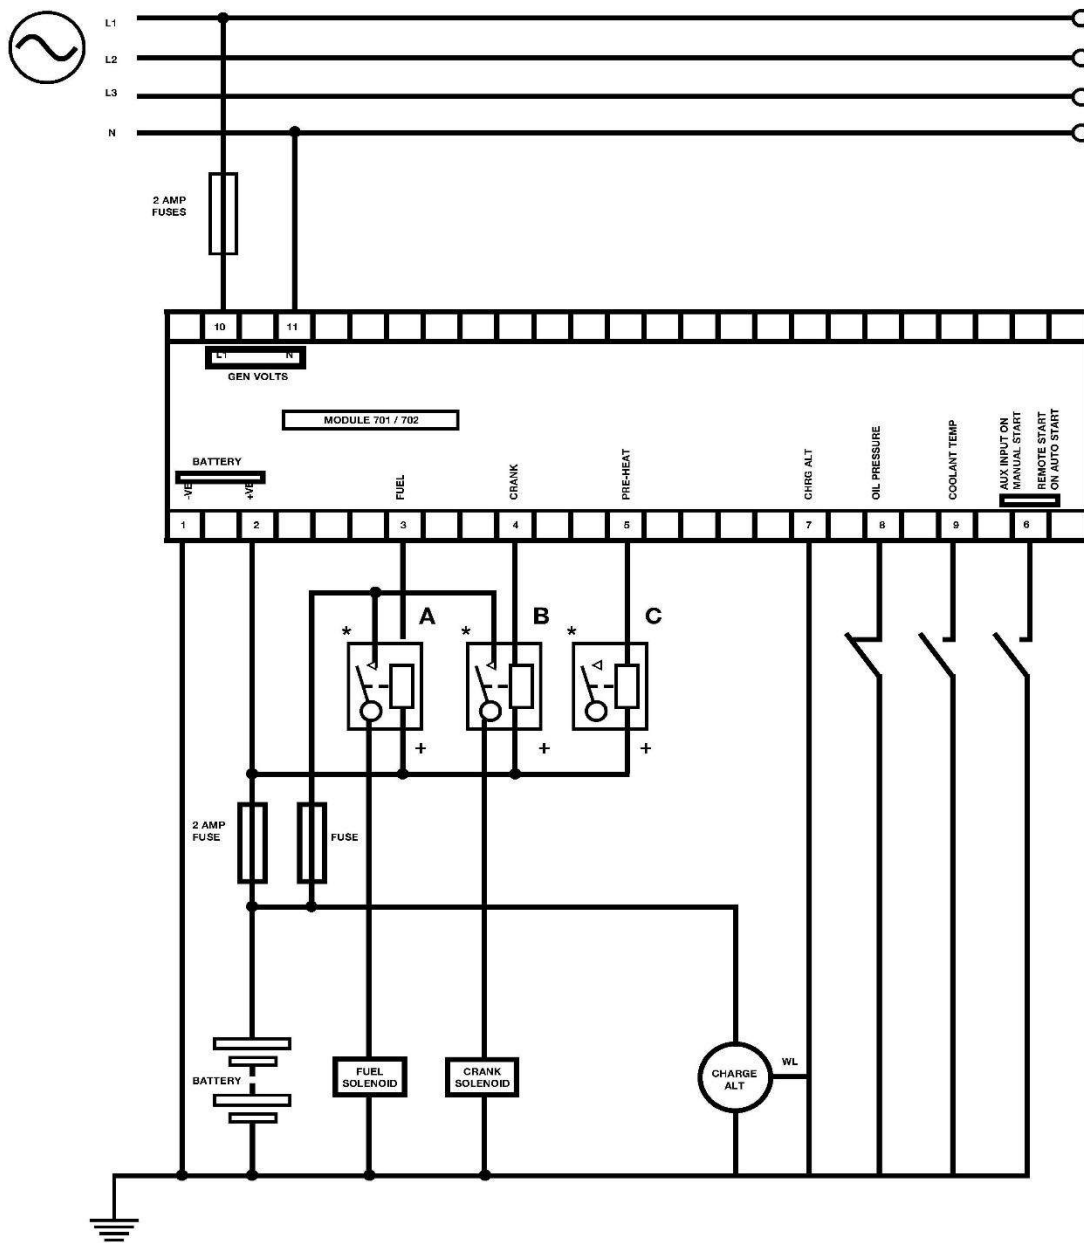 L1
L2
L3
N
2 AMP
FUSES
10
11
L1
N
GEN VOLTS
MODULE 701 / 702
BATTERY
-VE
+VE
FUEL
CRANK
PRE-HEAT
CHRG ALT
OIL PRESSURE
COOLANT TEMP
AUX INPUT ON
MANUAL START
REMOTE START
ON AUTO START
1
2
3
4
5
7
8
9
6
A
B
C
*
*
*
+
+
+
2 AMP
FUSE
FUSE
BATTERY
FUEL
SOLENOID
CRANK
SOLENOID
CHARGE
ALT
WL